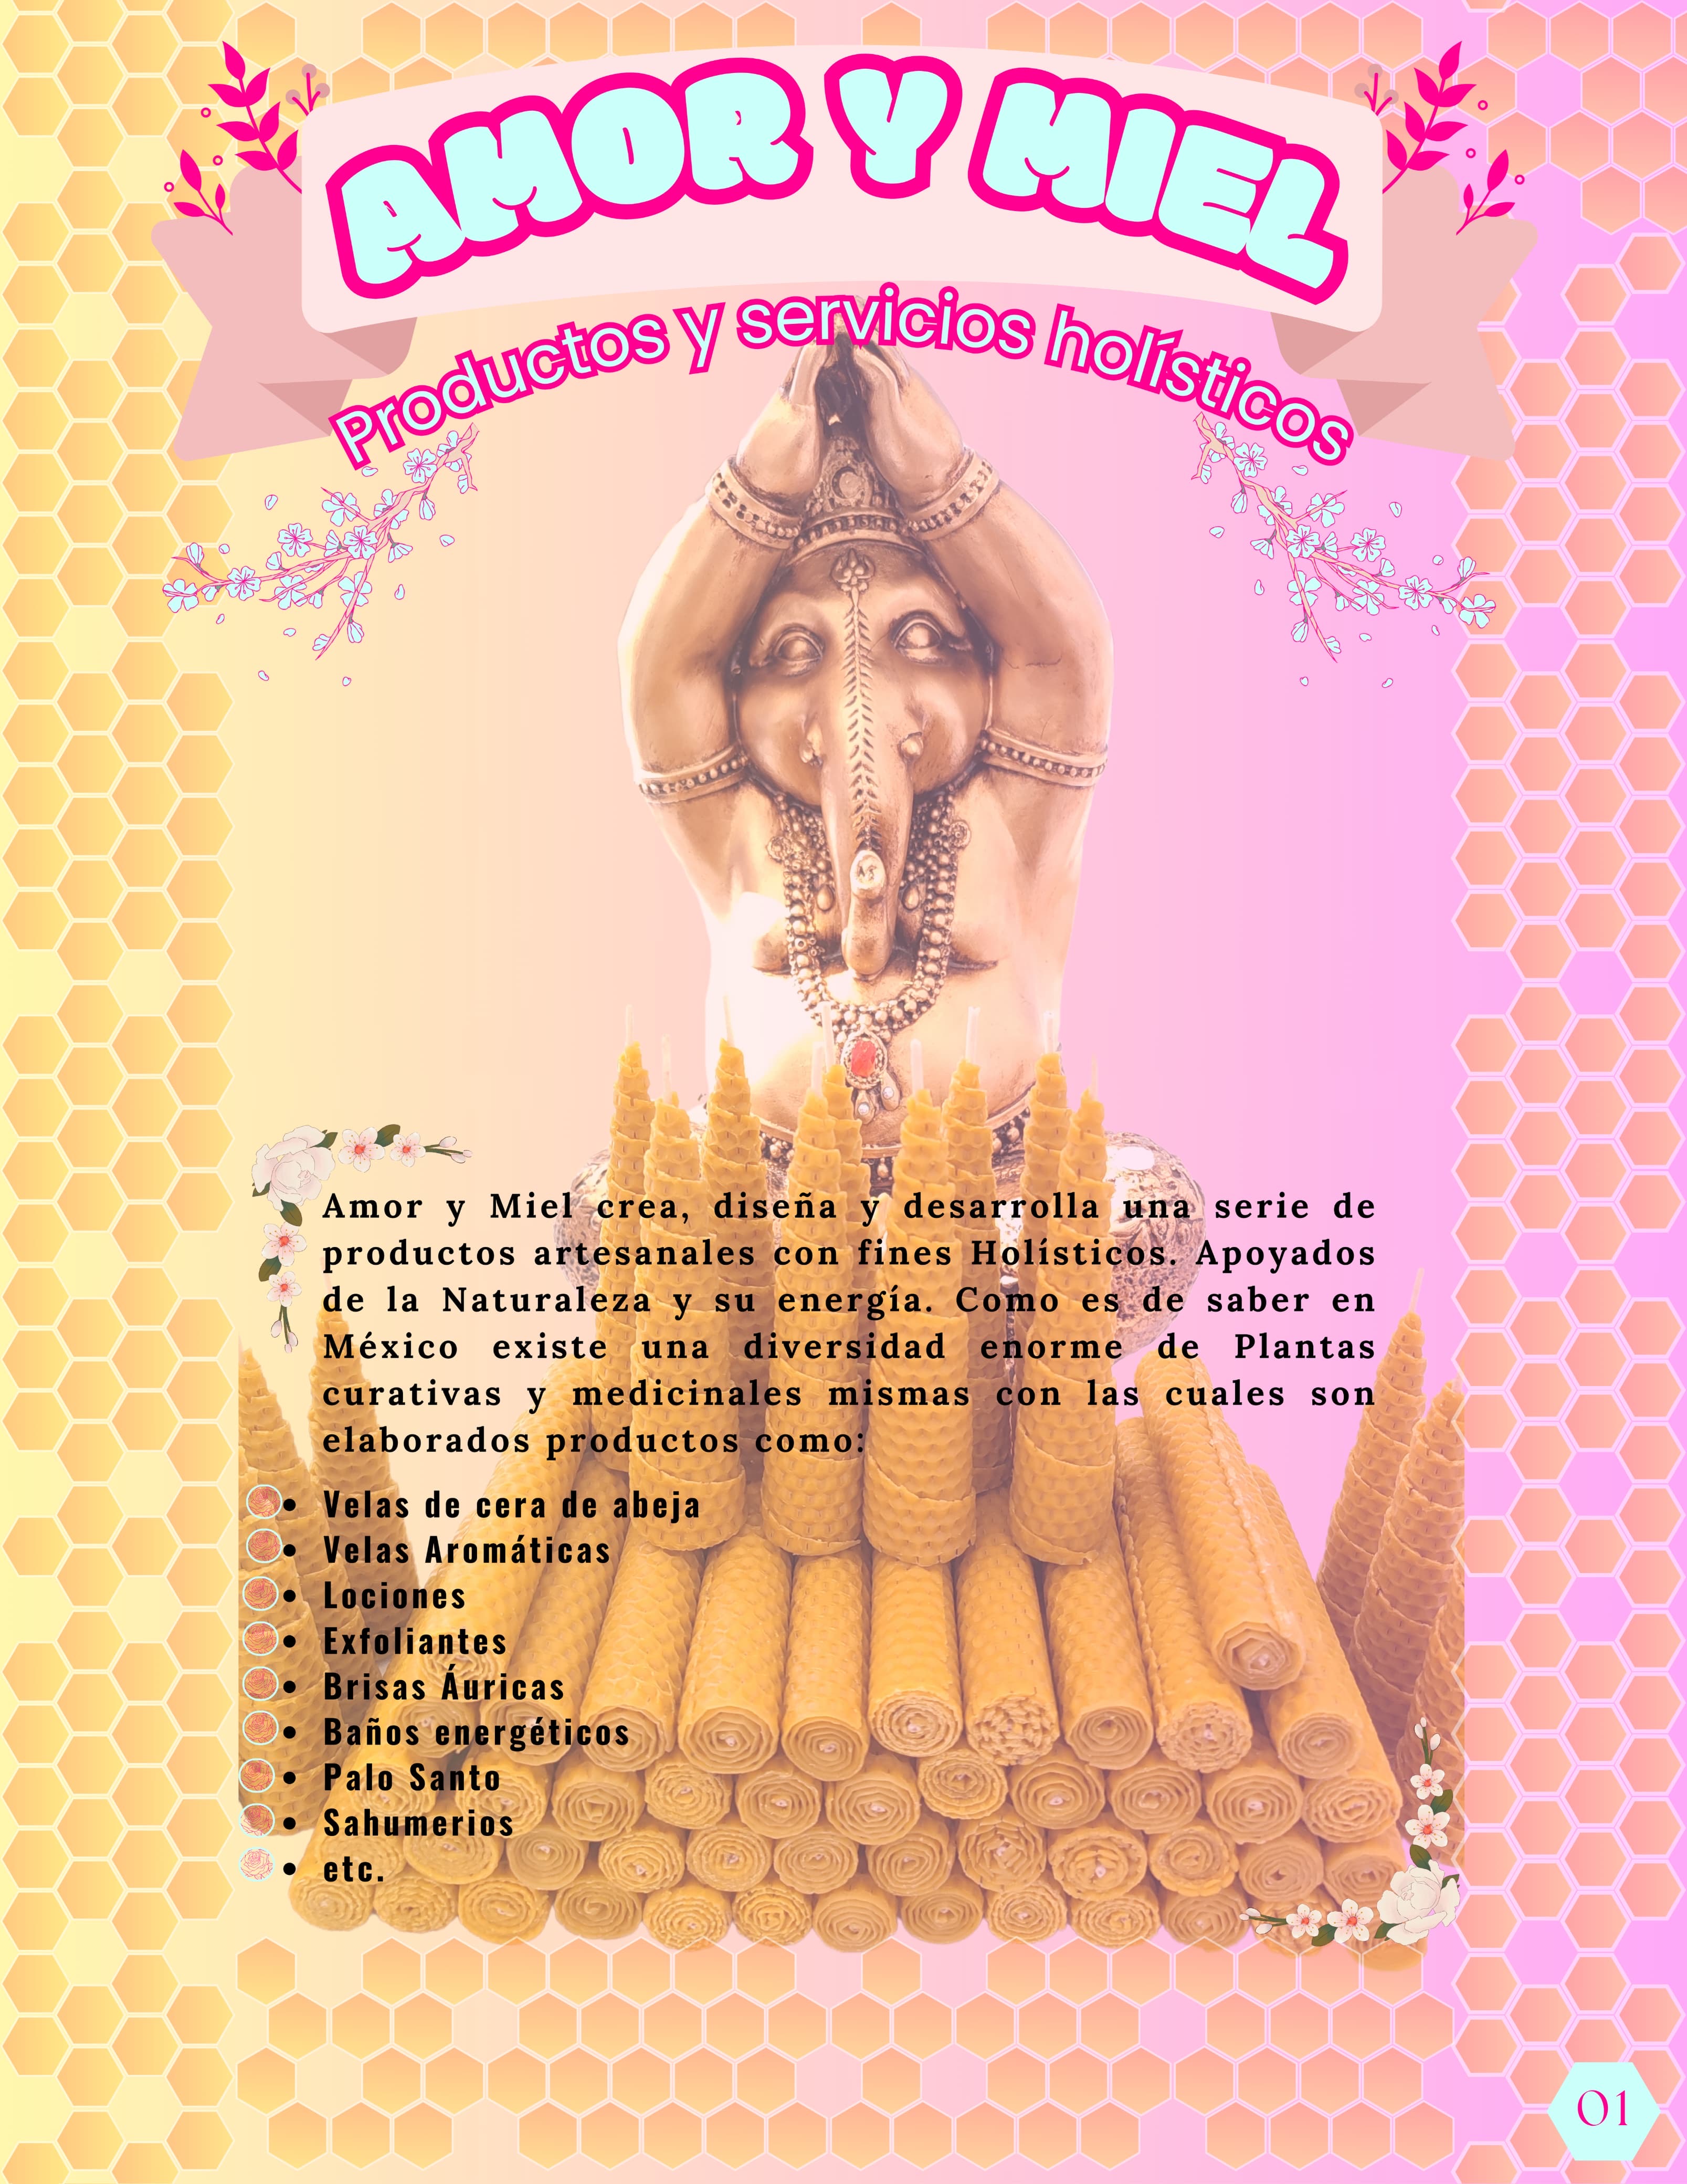 AMOR Y MIEL
Productos y servicios holísticos
Amor y Miel crea, diseña y desarrolla una serie de
productos artesanales con fines Holísticos. Apoyados
de la Naturaleza y su energía. Como es de saber en
México existe una diversidad enorme de Plantas
curativas y medicinales mismas con las cuales son
elaborados productos como:
• Velas de cera de abeja
• Velas Aromáticas
• Lociones
• Exfoliantes
• Brisas Áuricas
• Baños energéticos
• Palo Santo
• Sahumerios
• etc.
01